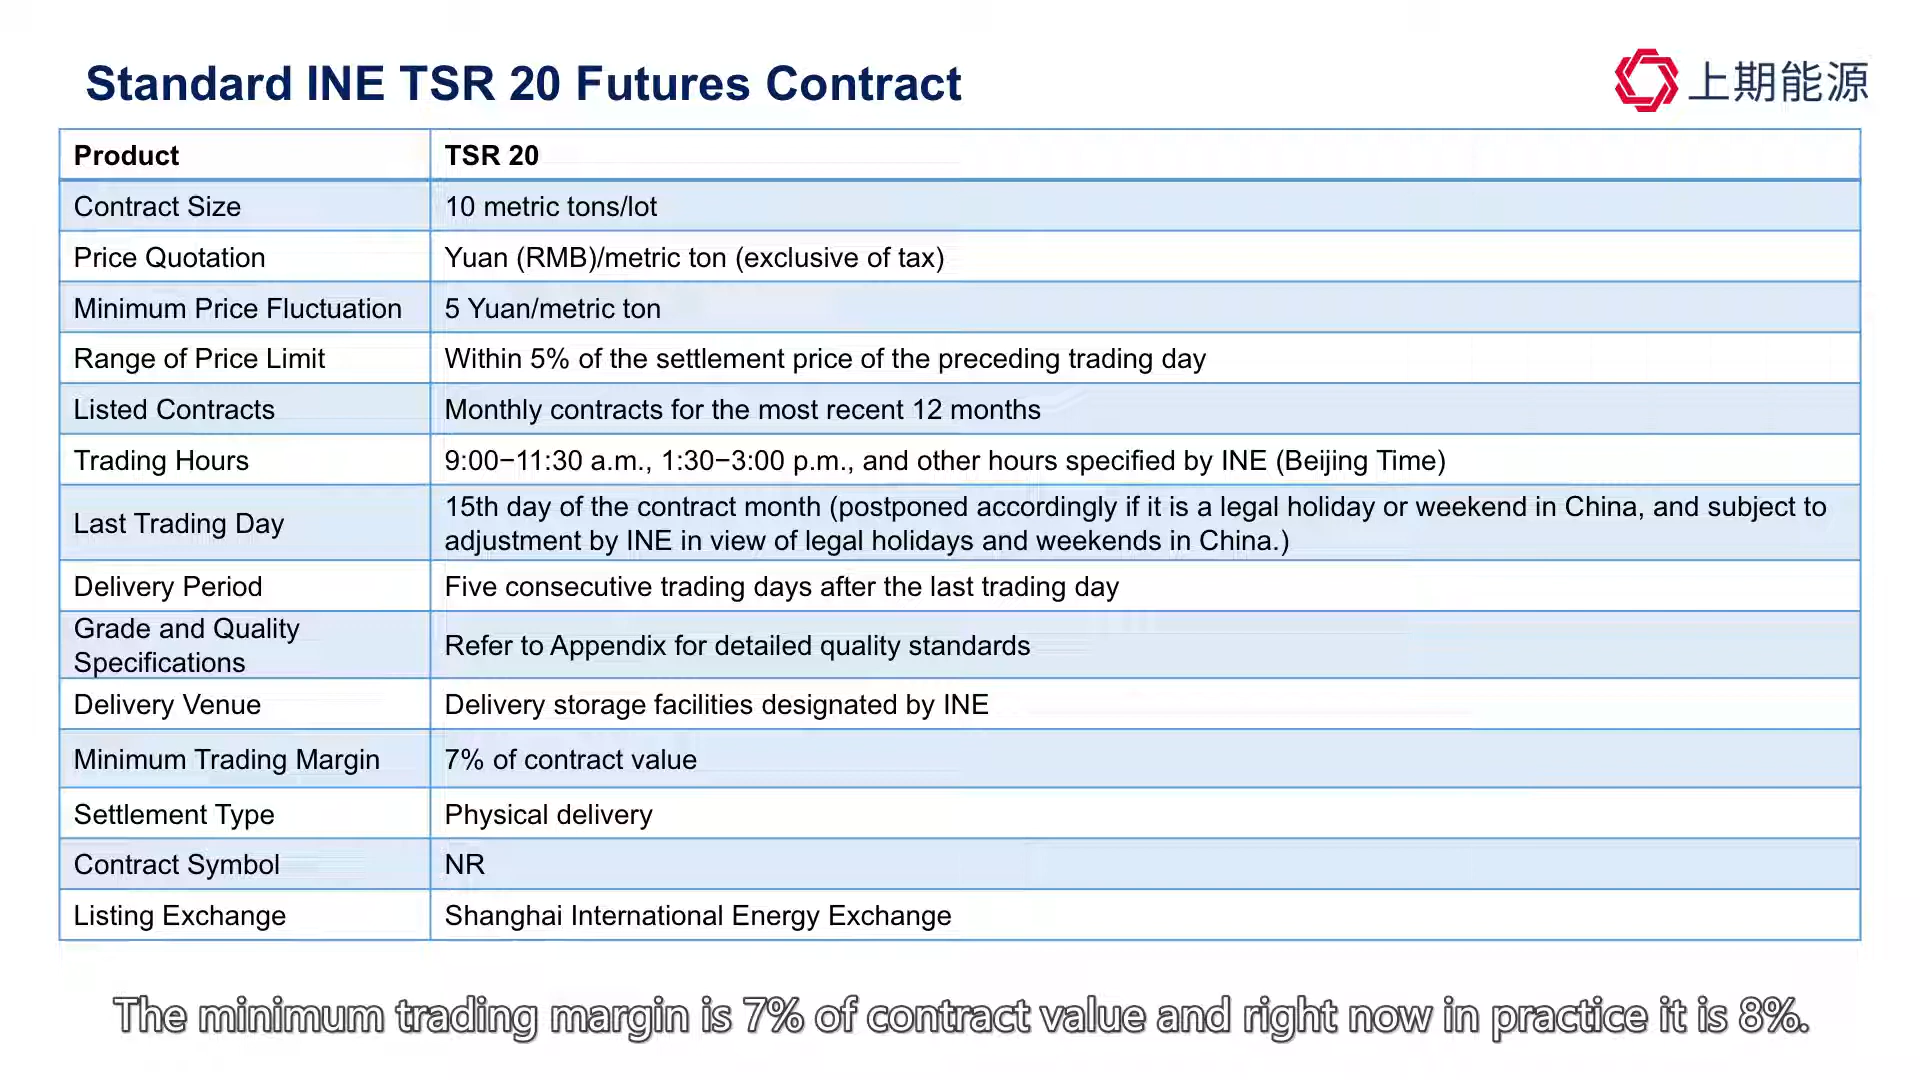 Standard INE TSR 20 Futures Contract
上期能源
Product TSR 20
Contract Size 10 metric tons/lot
Price Quotation Yuan (RMB)/metric ton (exclusive of tax)
Minimum Price Fluctuation 5 Yuan/metric ton
Range of Price Limit Within 5% of the settlement price of the preceding trading day
Listed Contracts Monthly contracts for the most recent 12 months
Trading Hours 9:00−11:30 a.m., 1:30−3:00 p.m., and other hours specified by INE (Beijing Time)
Last Trading Day
15th day of the contract month (postponed accordingly if it is a legal holiday or weekend in China, and subject to
adjustment by INE in view of legal holidays and weekends in China.)
Delivery Period Five consecutive trading days after the last trading day
Grade and Quality
Specifications
Refer to Appendix for detailed quality standards
Delivery Venue Delivery storage facilities designated by INE
Minimum Trading Margin 7% of contract value
Settlement Type Physical delivery
Contract Symbol NR
Listing Exchange Shanghai International Energy Exchange
The minimum trading margin is 7% of contract value and right now in practice it is 8%.